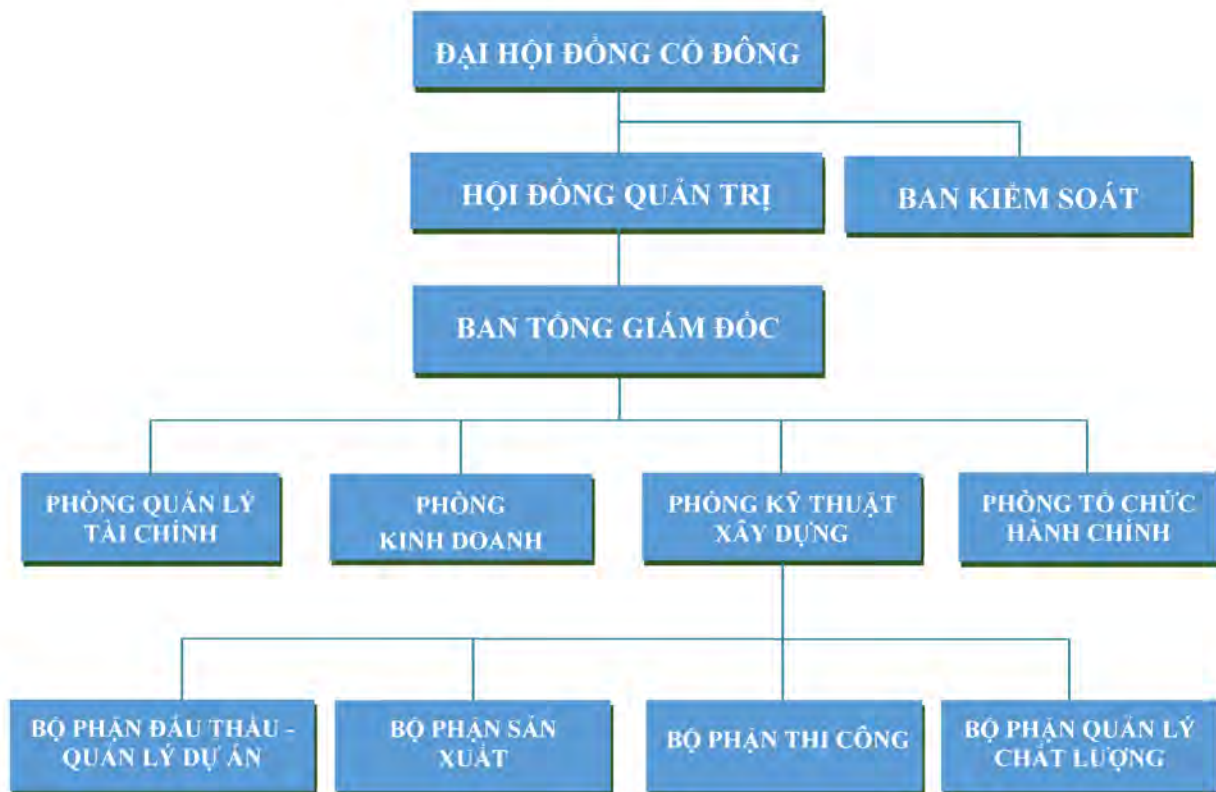 ĐẠI HỘI ĐỒNG CỔ ĐÔNG
HỘI ĐỒNG QUẢN TRỊ
BAN KIỂM SOÁT
BAN TỔNG GIÁM ĐỐC
PHÒNG QUẢN LÝ
TÀI CHÍNH
PHÒNG
KINH DOANH
PHÒNG KỸ THUẬT
XÂY DỰNG
PHÒNG TỔ CHỨC
HÀNH CHÍNH
BỘ PHẬN ĐẤU THẦU -
QUẢN LÝ DỰ ÁN
BỘ PHẬN SẢN
XUẤT
BỘ PHẬN THI CÔNG
BỘ PHẬN QUẢN LÝ
CHẤT LƯỢNG